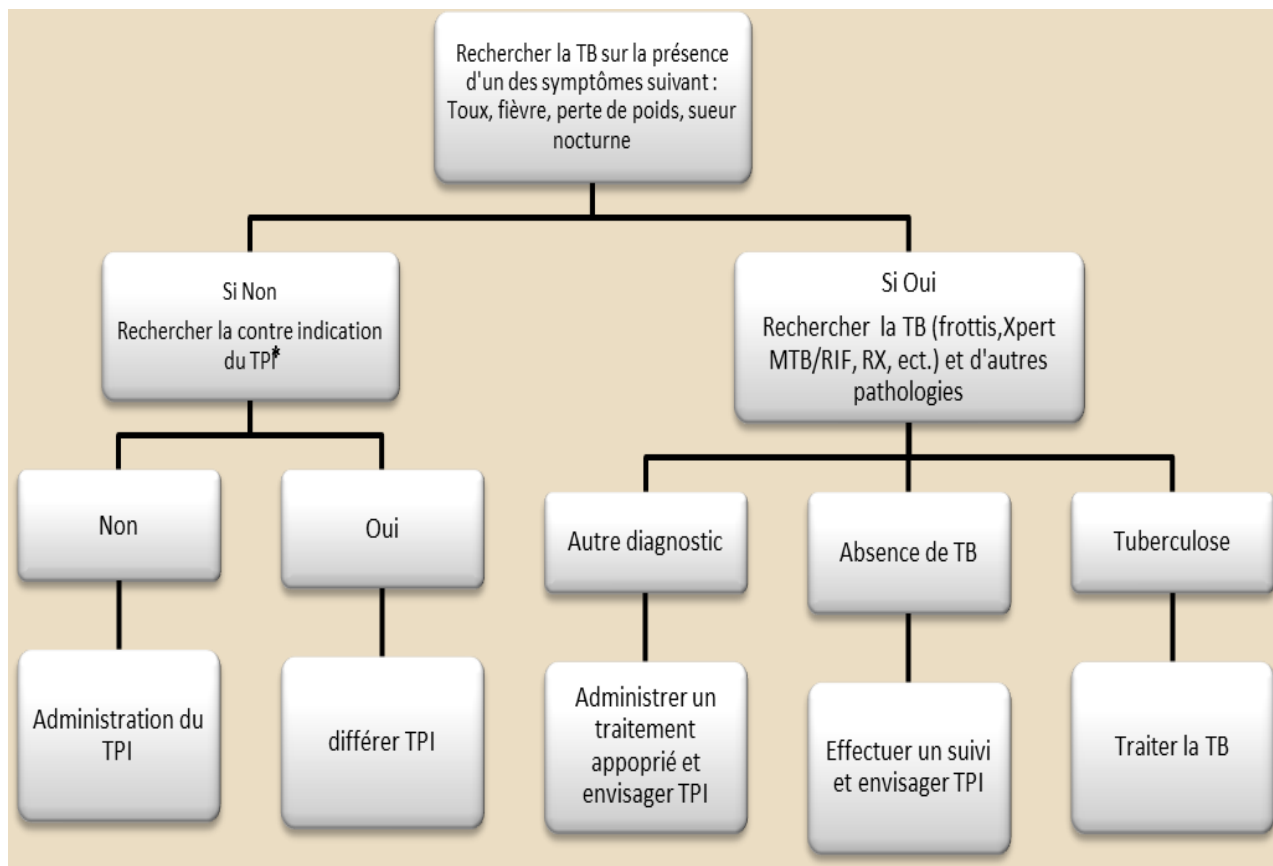 Rechercher la TB sur la présence
d'un des symptômes suivant :
Toux, fièvre, perte de poids, sueur
nocturne
Si Non
Rechercher la contre indication
du TPI*
Si Oui
Rechercher la TB (frottis,Xpert
MTB/RIF, RX, ect.) et d'autres
pathologies
Non
Oui
Autre diagnostic
Absence de TB
Tuberculose
Administration du
TPI
différer TPI
Administrer un
traitement
appoprié et
envisager TPI
Effectuer un suivi
et envisager TPI
Traiter la TB